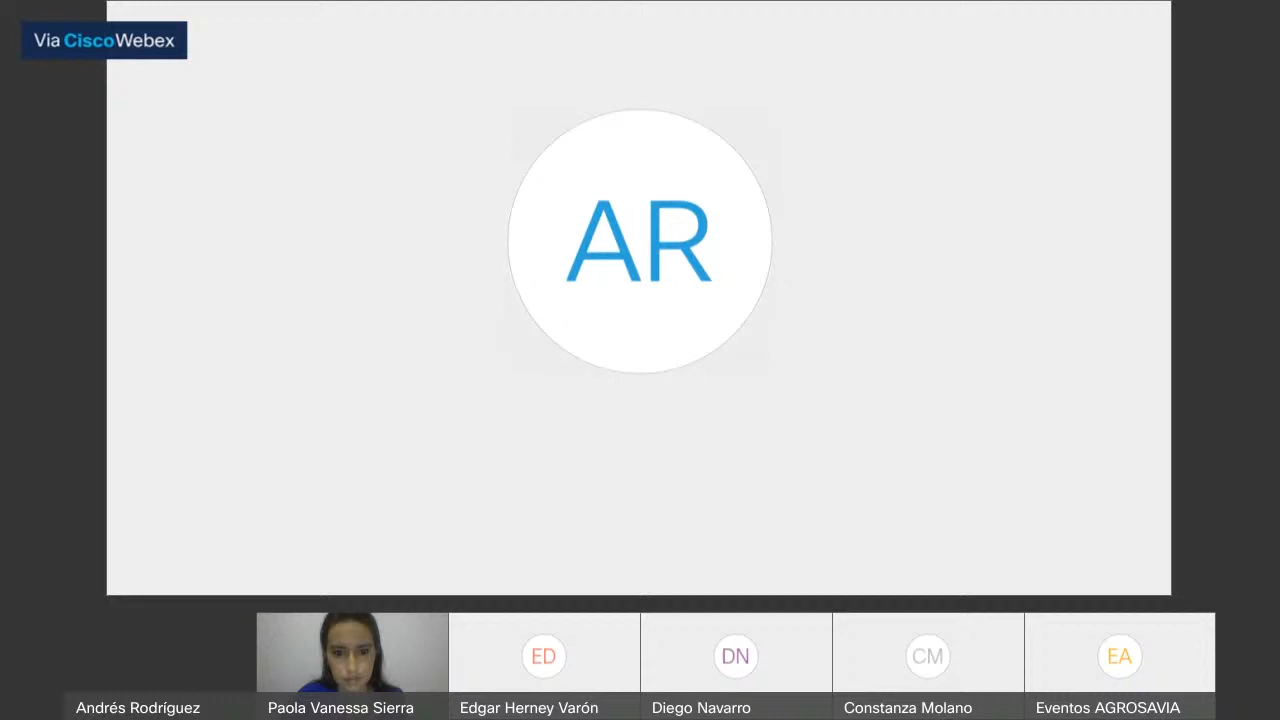 Via CiscoWebex
AR
ED
DN
CM
EA
Andrés Rodríguez
Paola Vanessa Sierra
Edgar Herney Varón
Diego Navarro
Constanza Molano
Eventos AGROSAVIA